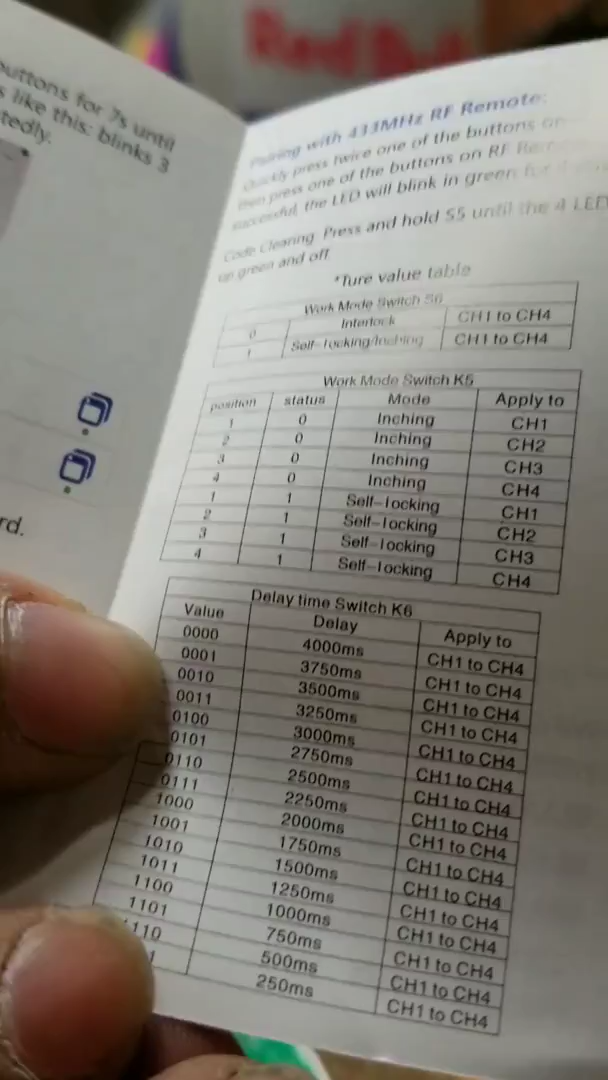 Red Bull
buttons for 7s until
s like this: blinks 3
tedly.
rd.
Pairing with 433MHz RF Remote:
Quickly press twice one of the buttons on
then press one of the buttons on RF
successful, the LED will blink in green for
Code Clearing: Press and hold S5 until the 4 LED
up green and off.
*Ture value table
Work Mode Switch S6
0 Interlock CH1 to CH4
1 Self-locking/Inching CH1 to CH4
Work Mode Switch K5
position status Mode Apply to
1 0 Inching CH1
2 0 Inching CH2
3 0 Inching CH3
4 0 Inching CH4
1 1 Self-locking CH1
2 1 Self-locking CH2
3 1 Self-locking CH3
4 1 Self-locking CH4
Delay time Switch K6
Value Delay Apply to
0000 4000ms CH1 to CH4
0001 3750ms CH1 to CH4
0010 3500ms CH1 to CH4
0011 3250ms CH1 to CH4
0100 3000ms CH1 to CH4
0101 2750ms CH1 to CH4
0110 2500ms CH1 to CH4
0111 2250ms CH1 to CH4
1000 2000ms CH1 to CH4
1001 1750ms CH1 to CH4
1010 1500ms CH1 to CH4
1011 1250ms CH1 to CH4
1100 1000ms CH1 to CH4
1101 750ms CH1 to CH4
1110 500ms CH1 to CH4
1 250ms CH1 to CH4